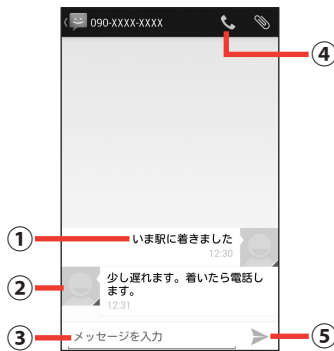 090-XXXX-XXXX
④
① いま駅に着きました
12:30
② 少し遅れます。着いたら電話し
ます。
12:31
③ メッセージを入力 ⑤